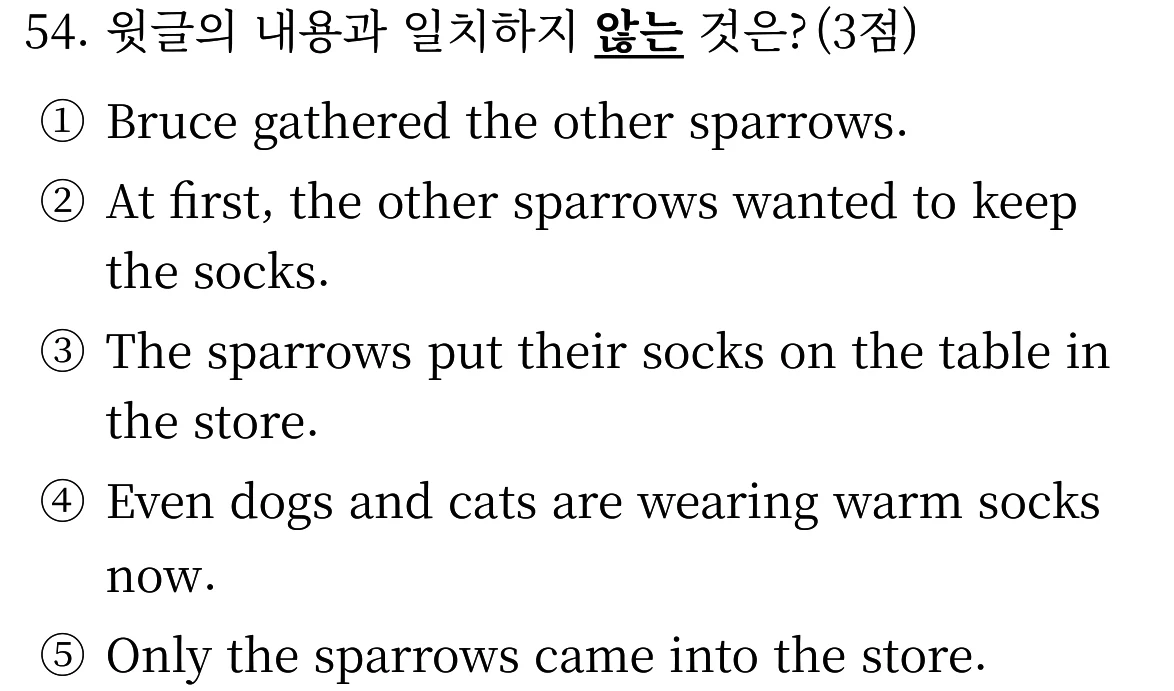 54. 윗글의 내용과 일치하지 않는 것은?(3점)
① Bruce gathered the other sparrows.
② At first, the other sparrows wanted to keep
the socks.
③ The sparrows put their socks on the table in
the store.
④ Even dogs and cats are wearing warm socks
now.
⑤ Only the sparrows came into the store.